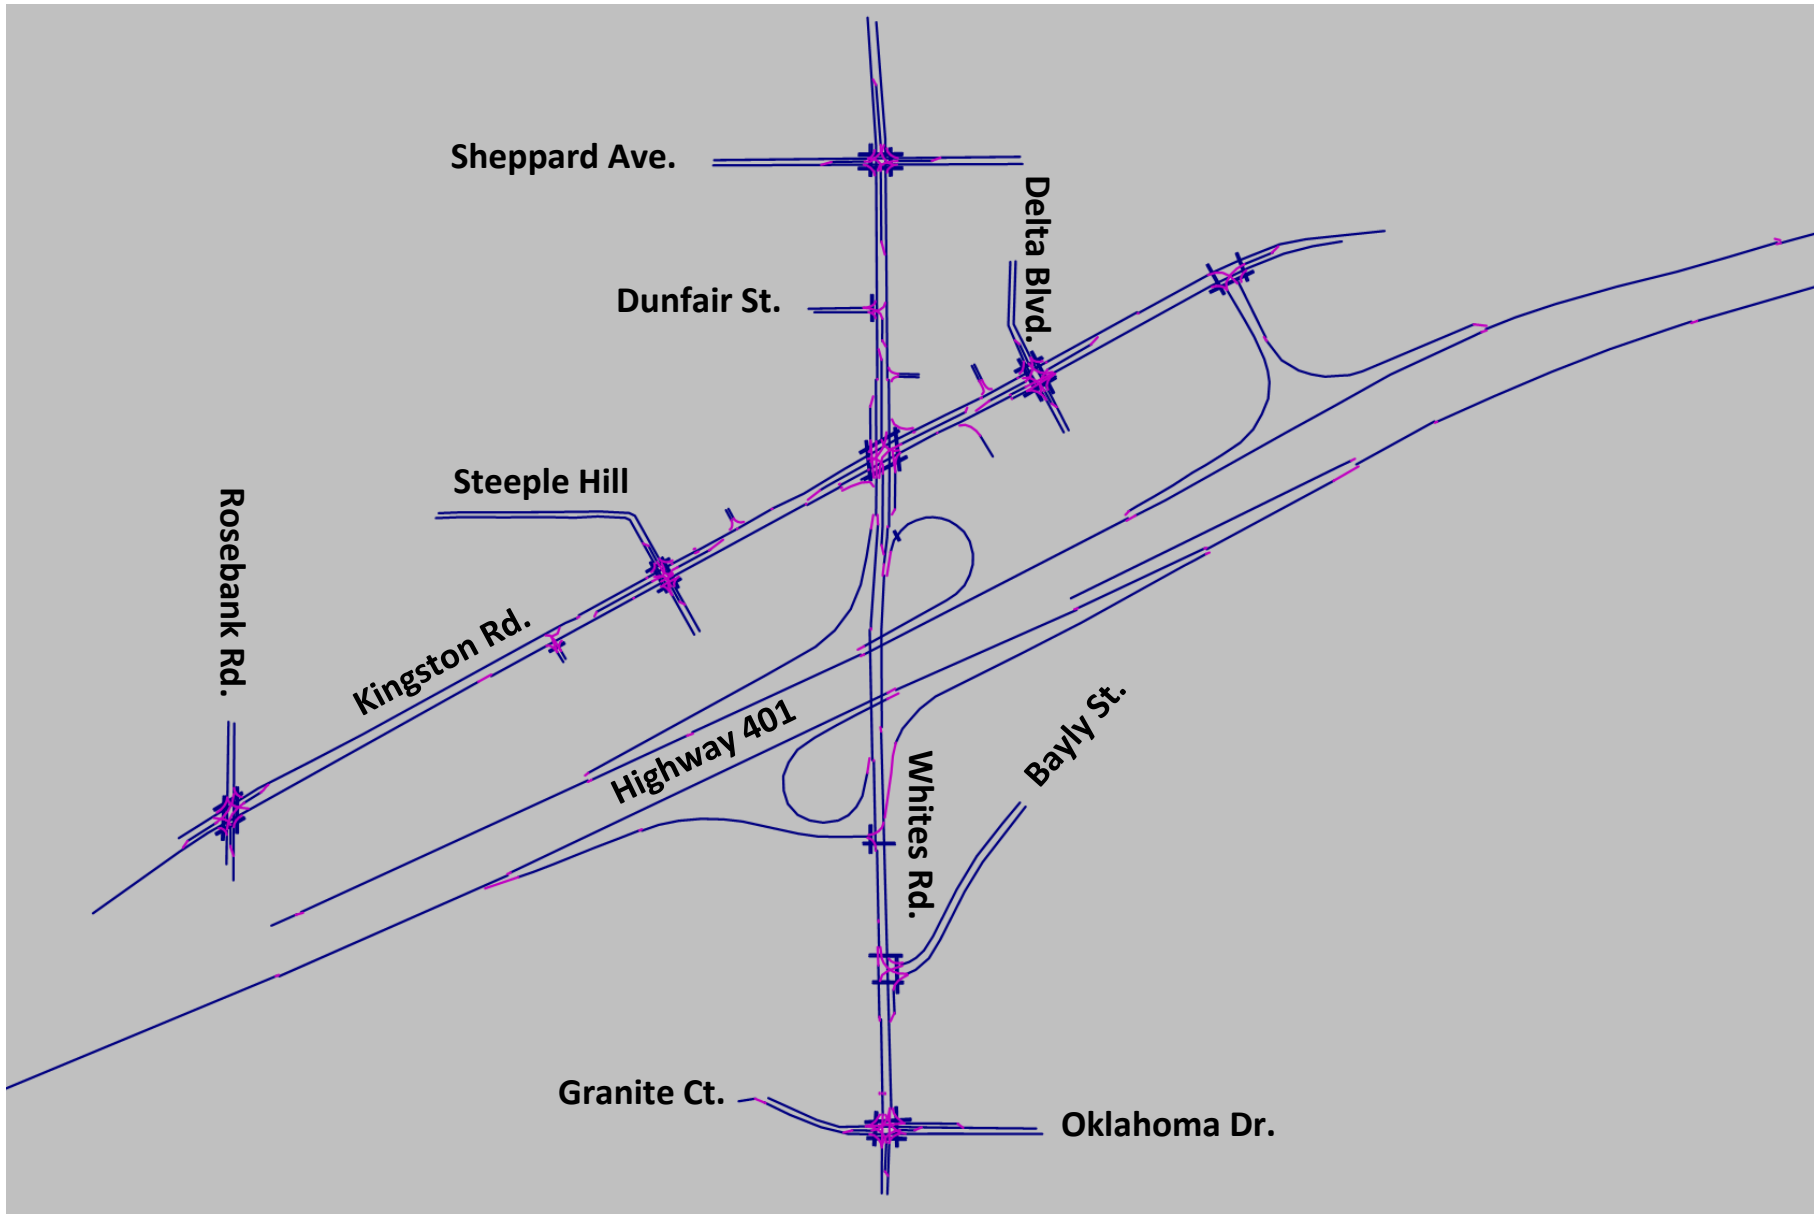 Sheppard Ave.
Delta Blvd.
Dunfair St.
Steeple Hill
Rosebank Rd.
Kingston Rd.
Highway 401
Bayly St.
Whites Rd.
Granite Ct.
Oklahoma Dr.